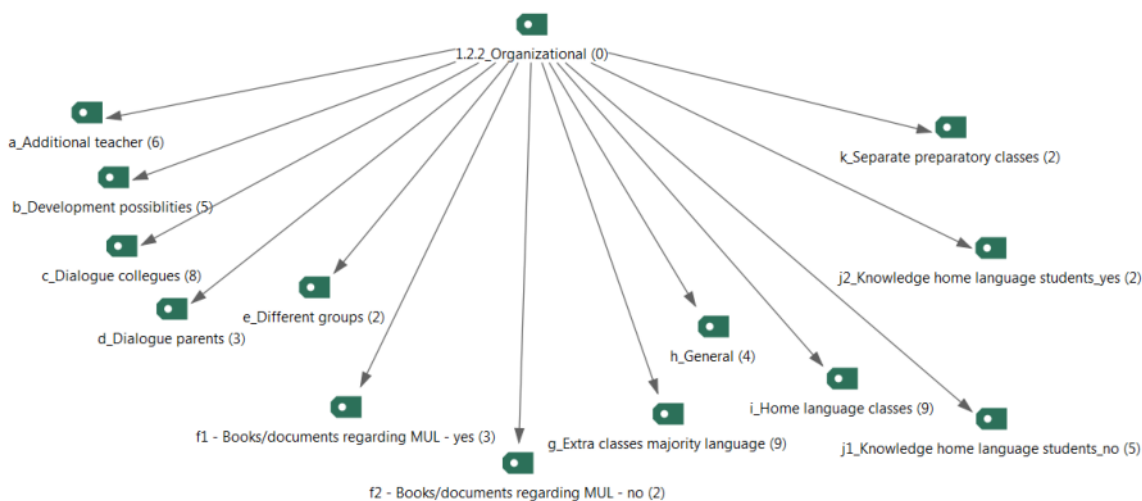 1.2.2_Organizational (0)
a_Additional teacher (6)
k_Separate preparatory classes (2)
b_Development possiblities (5)
c_Dialogue collegues (8)
j2_Knowledge home language students_yes (2)
e_Different groups (2)
d_Dialogue parents (3)
h_General (4)
i_Home language classes (9)
f1 - Books/documents regarding MUL - yes (3)
g_Extra classes majority language (9)
j1_Knowledge home language students_no (5)
f2 - Books/documents regarding MUL - no (2)